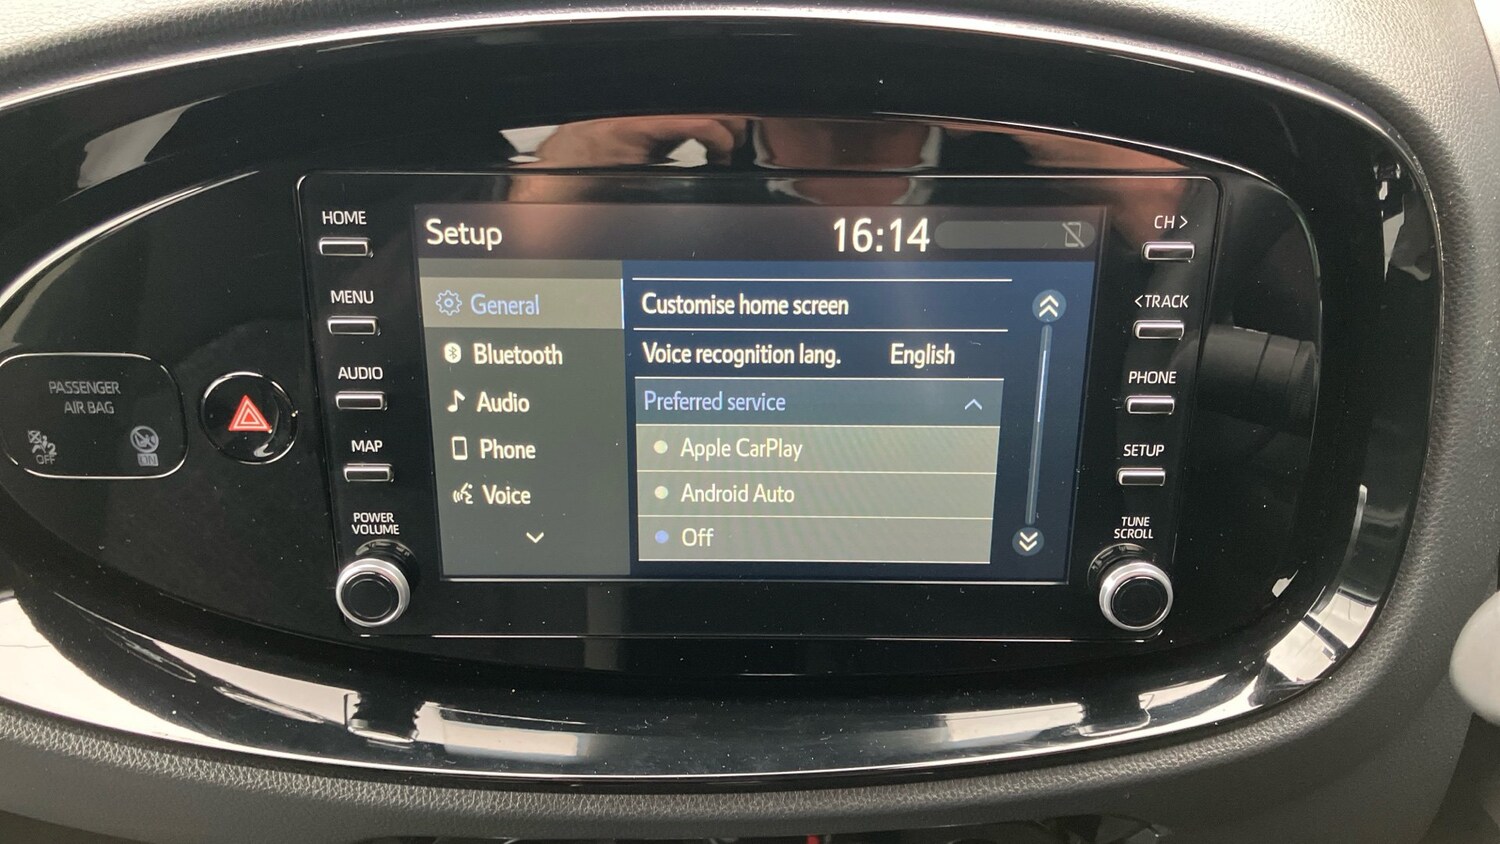 HOME
MENU
AUDIO
MAP
POWER
VOLUME
PASSENGER
AIR BAG
OFF
ON
Setup
16:14
General
Bluetooth
Audio
Phone
Voice
Customise home screen
Voice recognition lang. English
Preferred service
Apple CarPlay
Android Auto
Off
CH >
< TRACK
PHONE
SETUP
TUNE
SCROLL